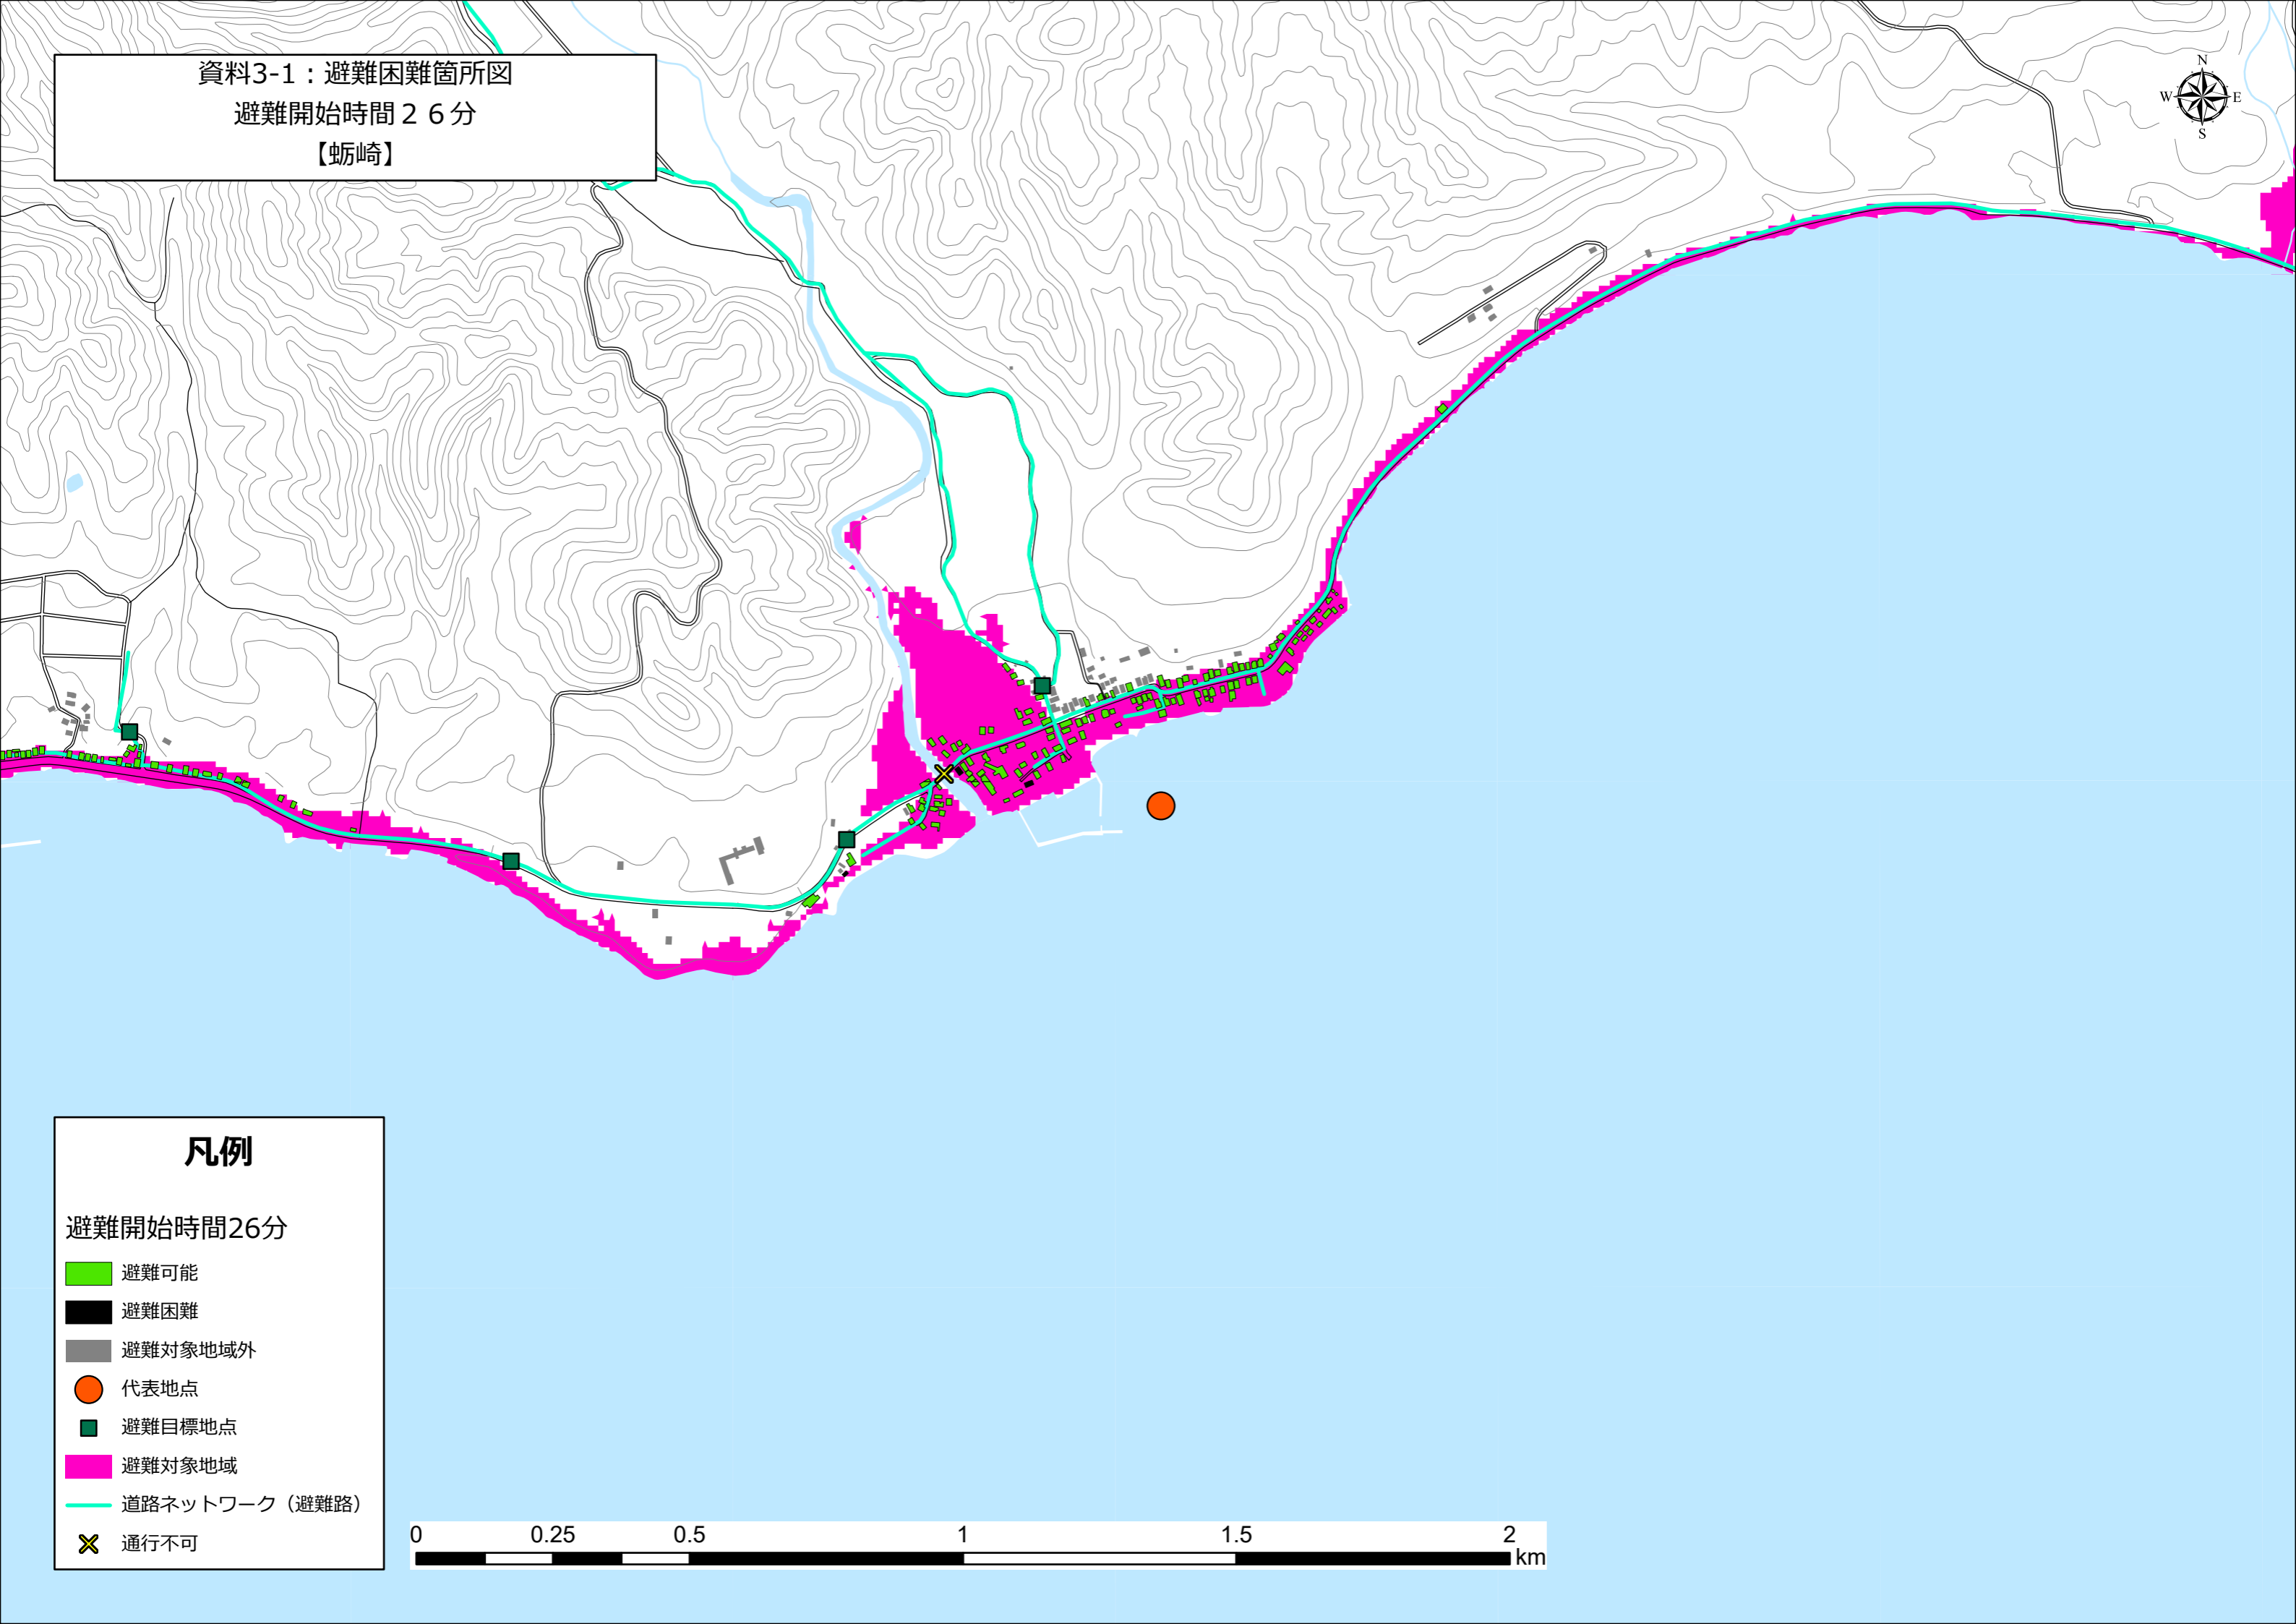 資料3-1：避難困難箇所図
避難開始時間２６分
【蛎崎】
N
W E
S
凡例
避難開始時間26分
避難可能
避難困難
避難対象地域外
代表地点
避難目標地点
避難対象地域
道路ネットワーク（避難路）
通行不可
0 0.25 0.5 1 1.5 2
km